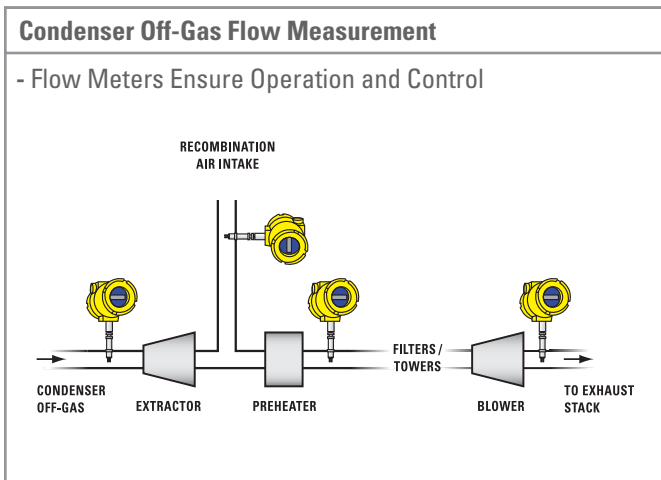 Condenser Off-Gas Flow Measurement
- Flow Meters Ensure Operation and Control
RECOMBINATION
AIR INTAKE
FILTERS /
TOWERS
CONDENSER
OFF-GAS
EXTRACTOR
PREHEATER
BLOWER
TO EXHAUST
STACK